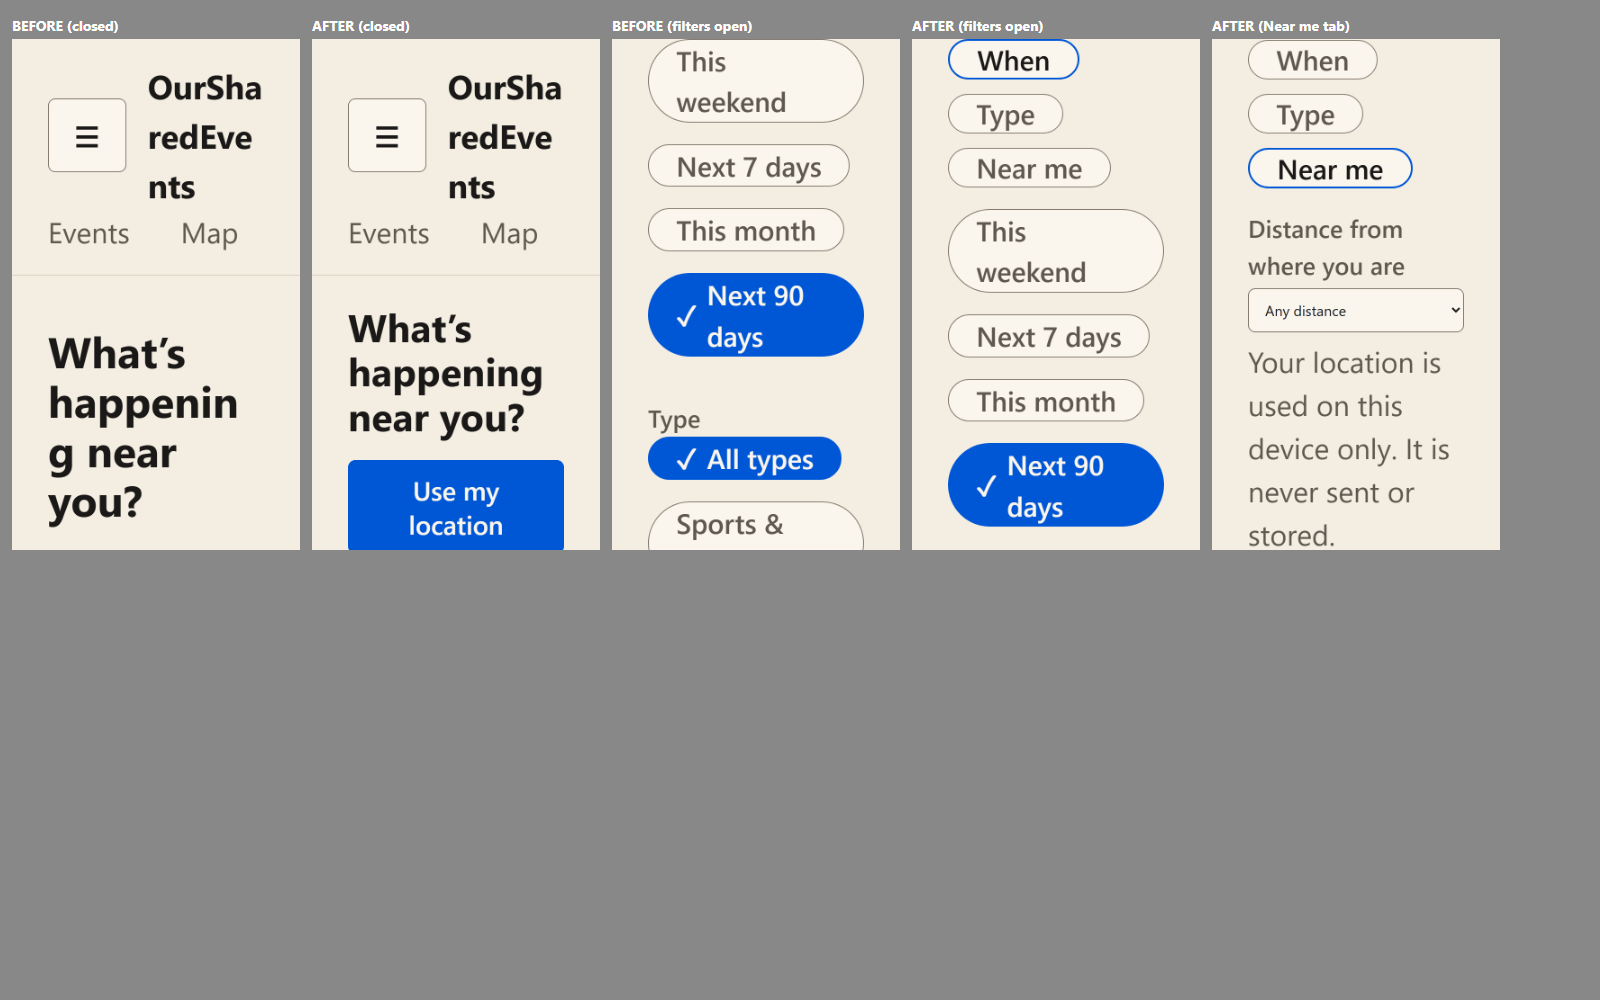 BEFORE (closed)
☰
OurSha
redEve
nts
Events Map
What’s
happenin
g near
you?
AFTER (closed)
☰
OurSha
redEve
nts
Events Map
What’s
happening
near you?
Use my
location
BEFORE (filters open)
This
weekend
Next 7 days
This month
✓ Next 90
days
Type
✓ All types
Sports &
AFTER (filters open)
When
Type
Near me
This
weekend
Next 7 days
This month
✓ Next 90
days
AFTER (Near me tab)
When
Type
Near me
Distance from
where you are
Any distance
Your location is
used on this
device only. It is
never sent or
stored.